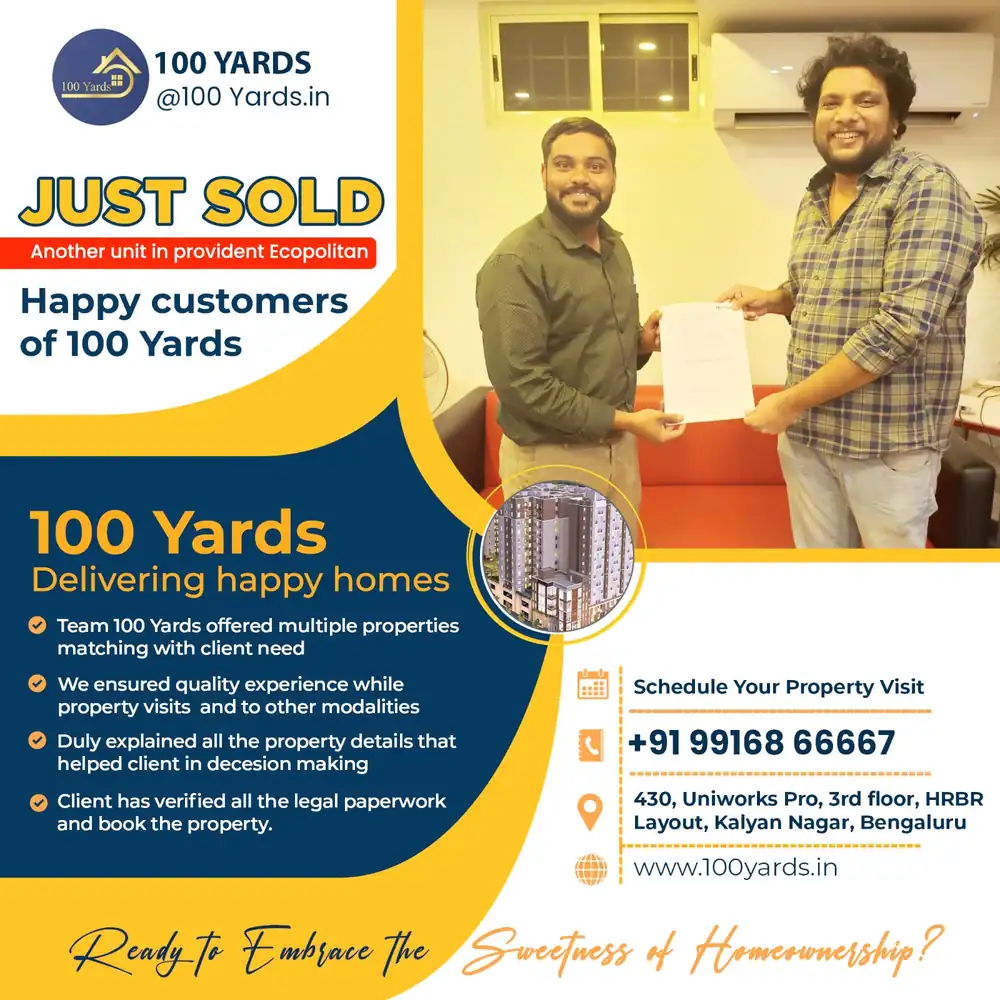 100 Yards
100 YARDS
@100 Yards.in
JUST SOLD
Another unit in provident Ecopolitan
Happy customers
of 100 Yards
100 Yards
Delivering happy homes
Team 100 Yards offered multiple properties
matching with client need
We ensured quality experience while
property visits and to other modalities
Duly explained all the property details that
helped client in decesion making
Client has verified all the legal paperwork
and book the property.
Schedule Your Property Visit
+91 99168 66667
430, Uniworks Pro, 3rd floor, HRBR
Layout, Kalyan Nagar, Bengaluru
www.100yards.in
Ready to Embrace the Sweetness of Homeownership?